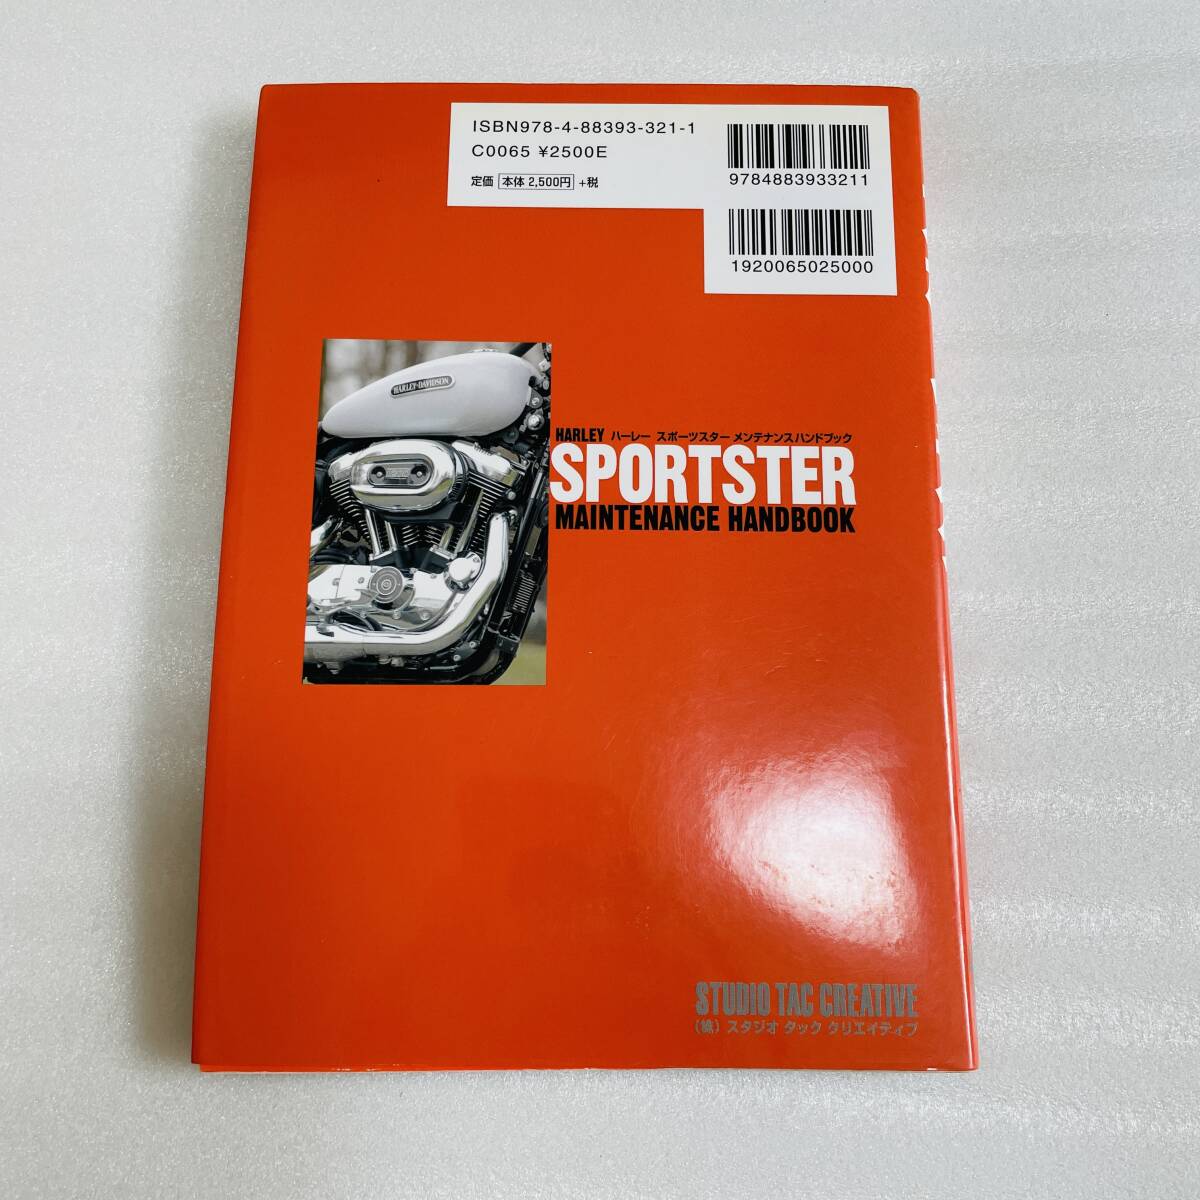 ISBN978-4-88393-321-1
C0065 ¥2500E
定価 本体 2,500円 +税
9784883933211
1920065025000
HARLEY-DAVIDSON
HARLEY ハーレー スポーツスター メンテナンスハンドブック
SPORTSTER
MAINTENANCE HANDBOOK
STUDIO TAC CREATIVE
(株) スタジオ タック クリエイティブ